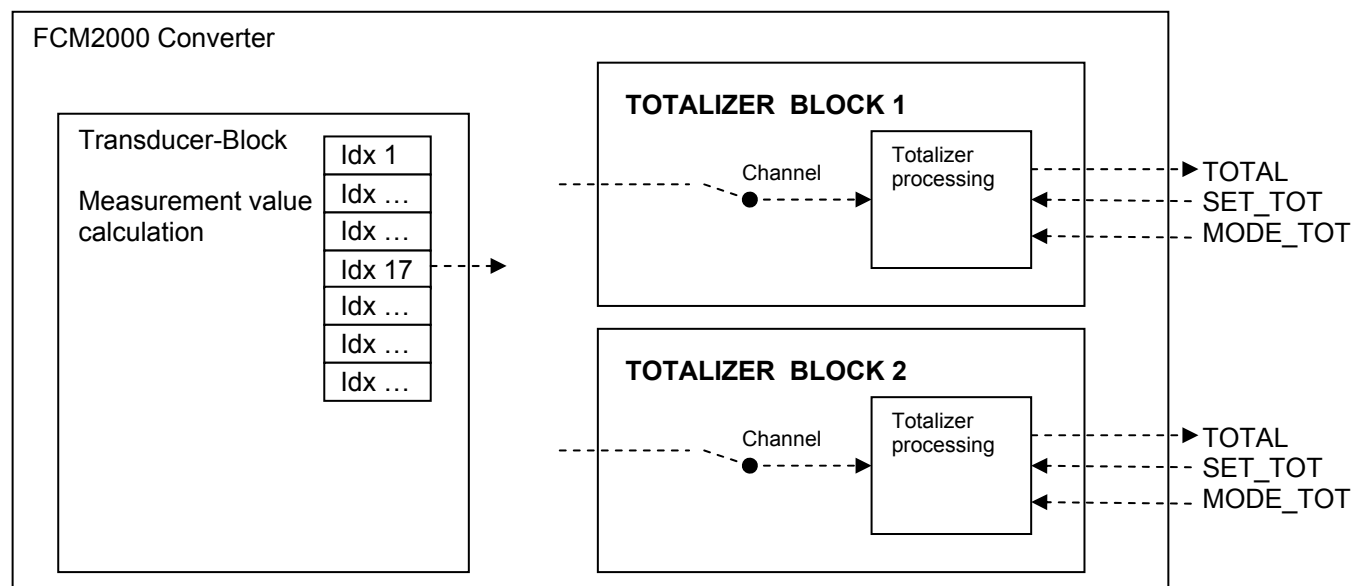 FCM2000 Converter
Transducer-Block
Measurement value
calculation
Idx 1
Idx …
Idx …
Idx 17
Idx …
Idx …
Idx …
TOTALIZER BLOCK 1
Channel
Totalizer
processing
TOTAL
SET_TOT
MODE_TOT
TOTALIZER BLOCK 2
Channel
Totalizer
processing
TOTAL
SET_TOT
MODE_TOT